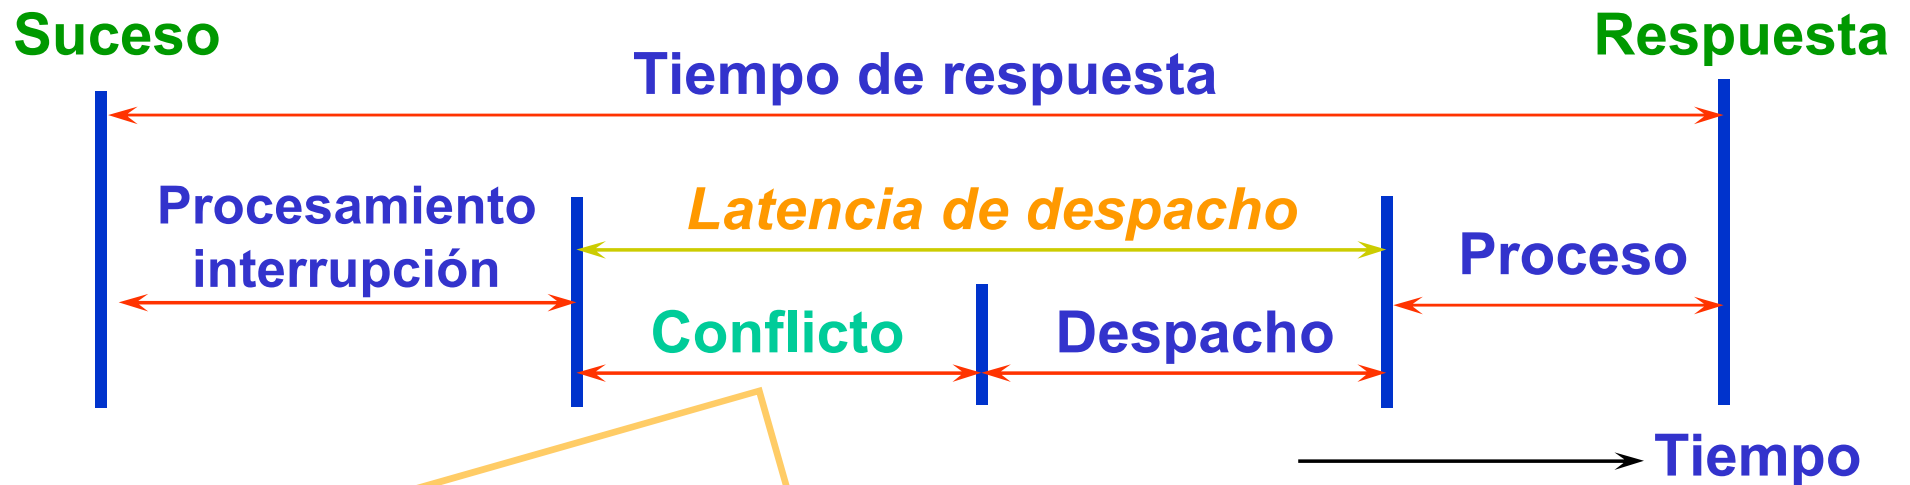 Suceso
Respuesta
Tiempo de respuesta
Procesamiento
interrupción
Latencia de despacho
Proceso
Conflicto
Despacho
Tiempo